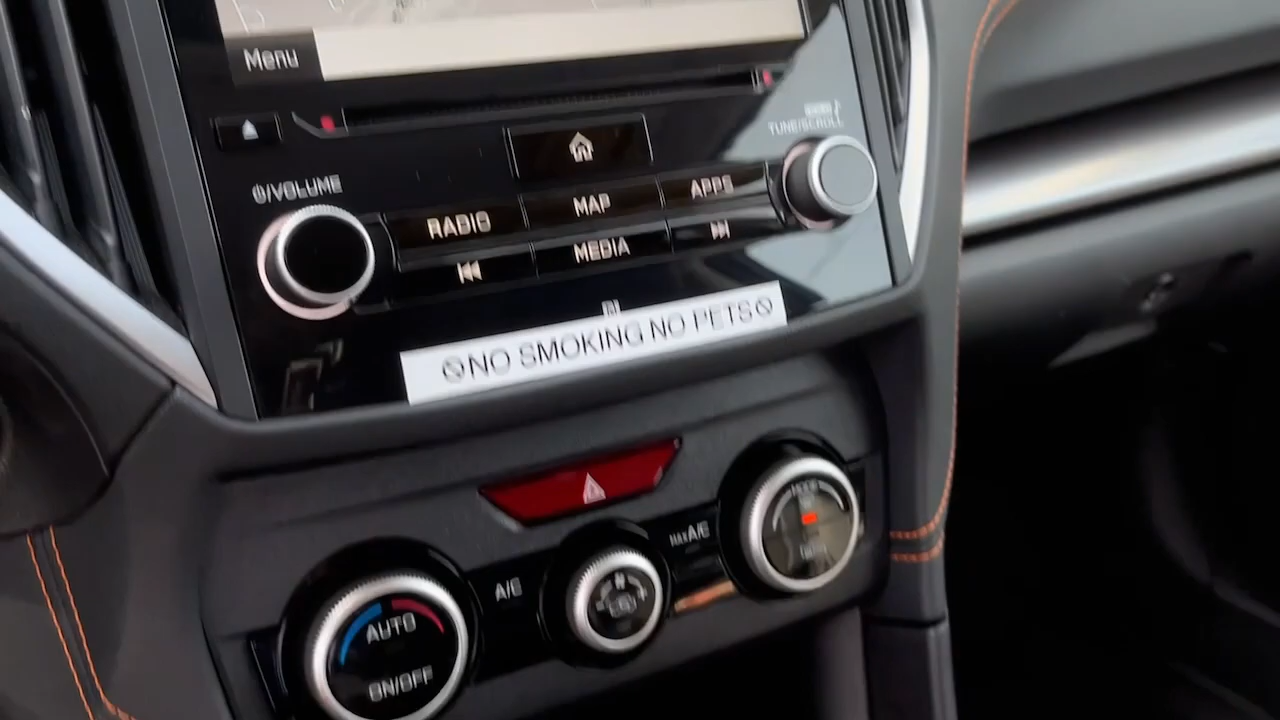 Menu
TUNE/SCROLL
VOLUME
RADIO
MAP
APPS
MEDIA
NO SMOKING NO PETS
A/C
MAX A/C
AUTO
ON/OFF